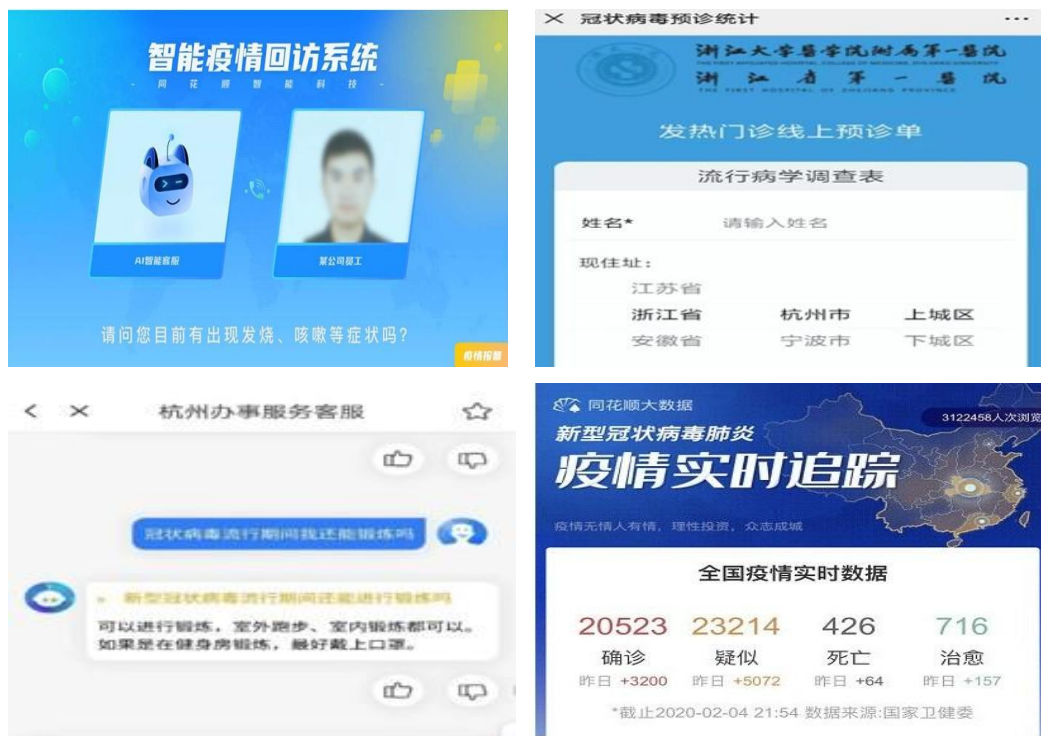 智能疫情回访系统
- 同花顺智能科技 -
AI智能客服
某公司员工
请问您目前有出现发烧、咳嗽等症状吗?
疫情报警
冠状病毒预诊统计
浙江大学医学院附属第一医院
浙江省第一医院
THE FIRST HOSPITAL OF ZHEJIANG PROVINCE
发热门诊线上预诊单
流行病学调查表
姓名* 请输入姓名
现住址:
江苏省
浙江省 杭州市 上城区
安徽省 宁波市 下城区
杭州办事服务客服
冠状病毒流行期间我还能锻炼吗
新型冠状病毒流行期间还能进行锻炼吗
可以进行锻炼,室外跑步、室内锻炼都可以。
如果是在健身房锻炼,最好戴上口罩。
同花顺大数据
3122458人次浏览
新型冠状病毒肺炎
疫情实时追踪
疫情无情人有情,理性投资,众志成城
全国疫情实时数据
20523 23214 426 716
确诊 疑似 死亡 治愈
昨日 +3200 昨日 +5072 昨日 +64 昨日 +157
*截止2020-02-04 21:54 数据来源:国家卫健委